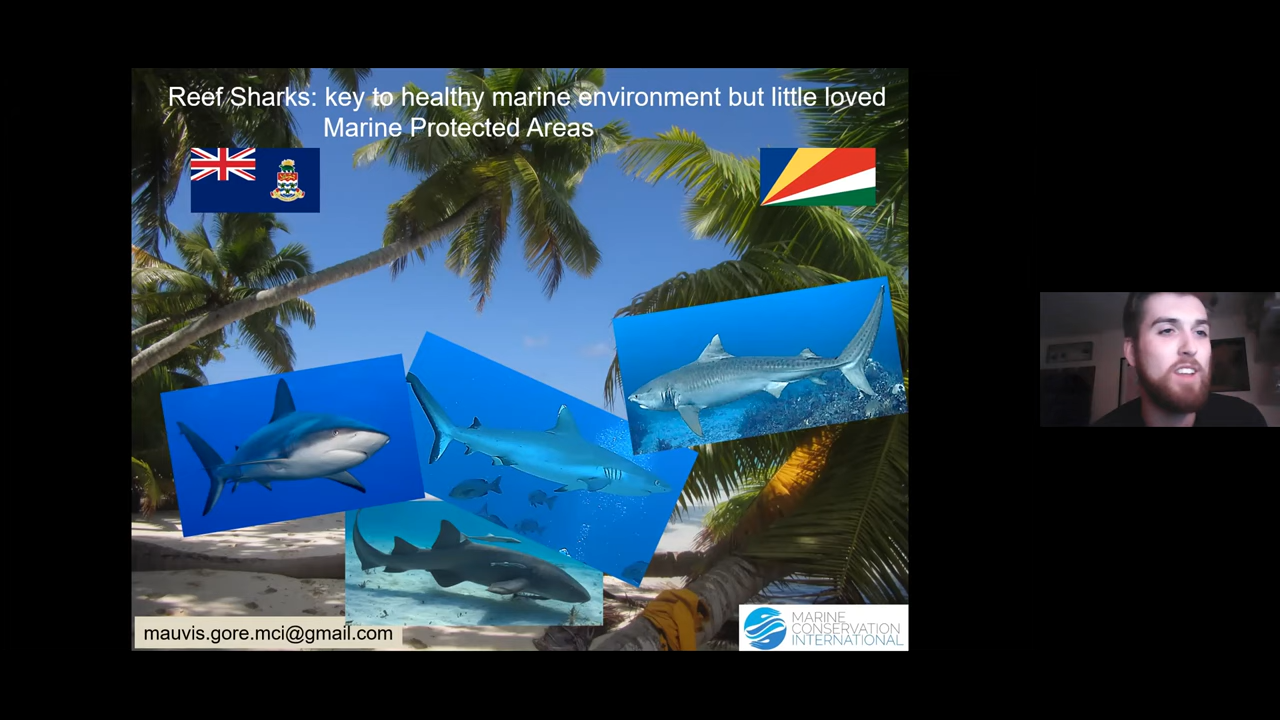 Reef Sharks: key to healthy marine environment but little loved
Marine Protected Areas
mauvis.gore.mci@gmail.com
MARINE
CONSERVATION
INTERNATIONAL